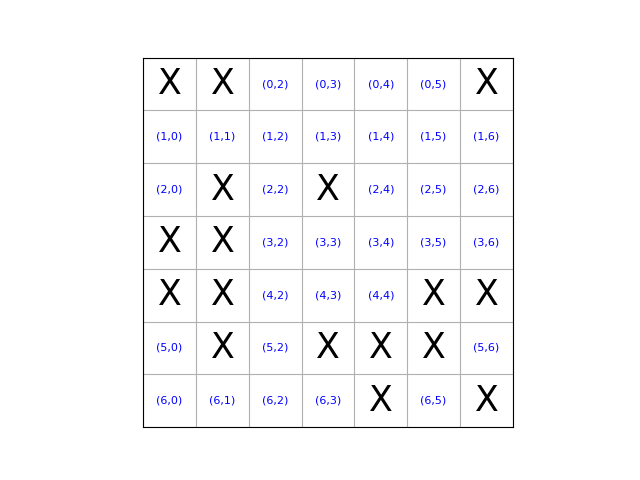 X X (0,2) (0,3) (0,4) (0,5) X
(1,0) (1,1) (1,2) (1,3) (1,4) (1,5) (1,6)
(2,0) X (2,2) X (2,4) (2,5) (2,6)
X X (3,2) (3,3) (3,4) (3,5) (3,6)
X X (4,2) (4,3) (4,4) X X
(5,0) X (5,2) X X X (5,6)
(6,0) (6,1) (6,2) (6,3) X (6,5) X